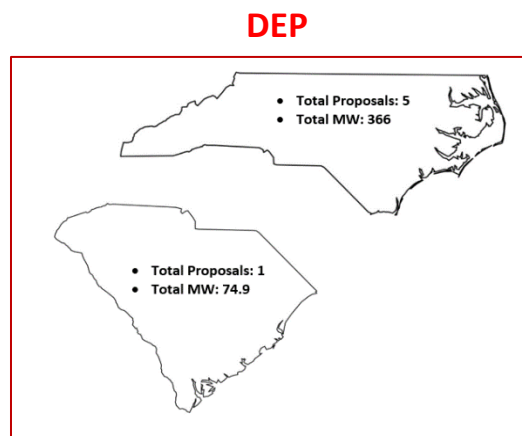 DEP
• Total Proposals: 5
• Total MW: 366
• Total Proposals: 1
• Total MW: 74.9